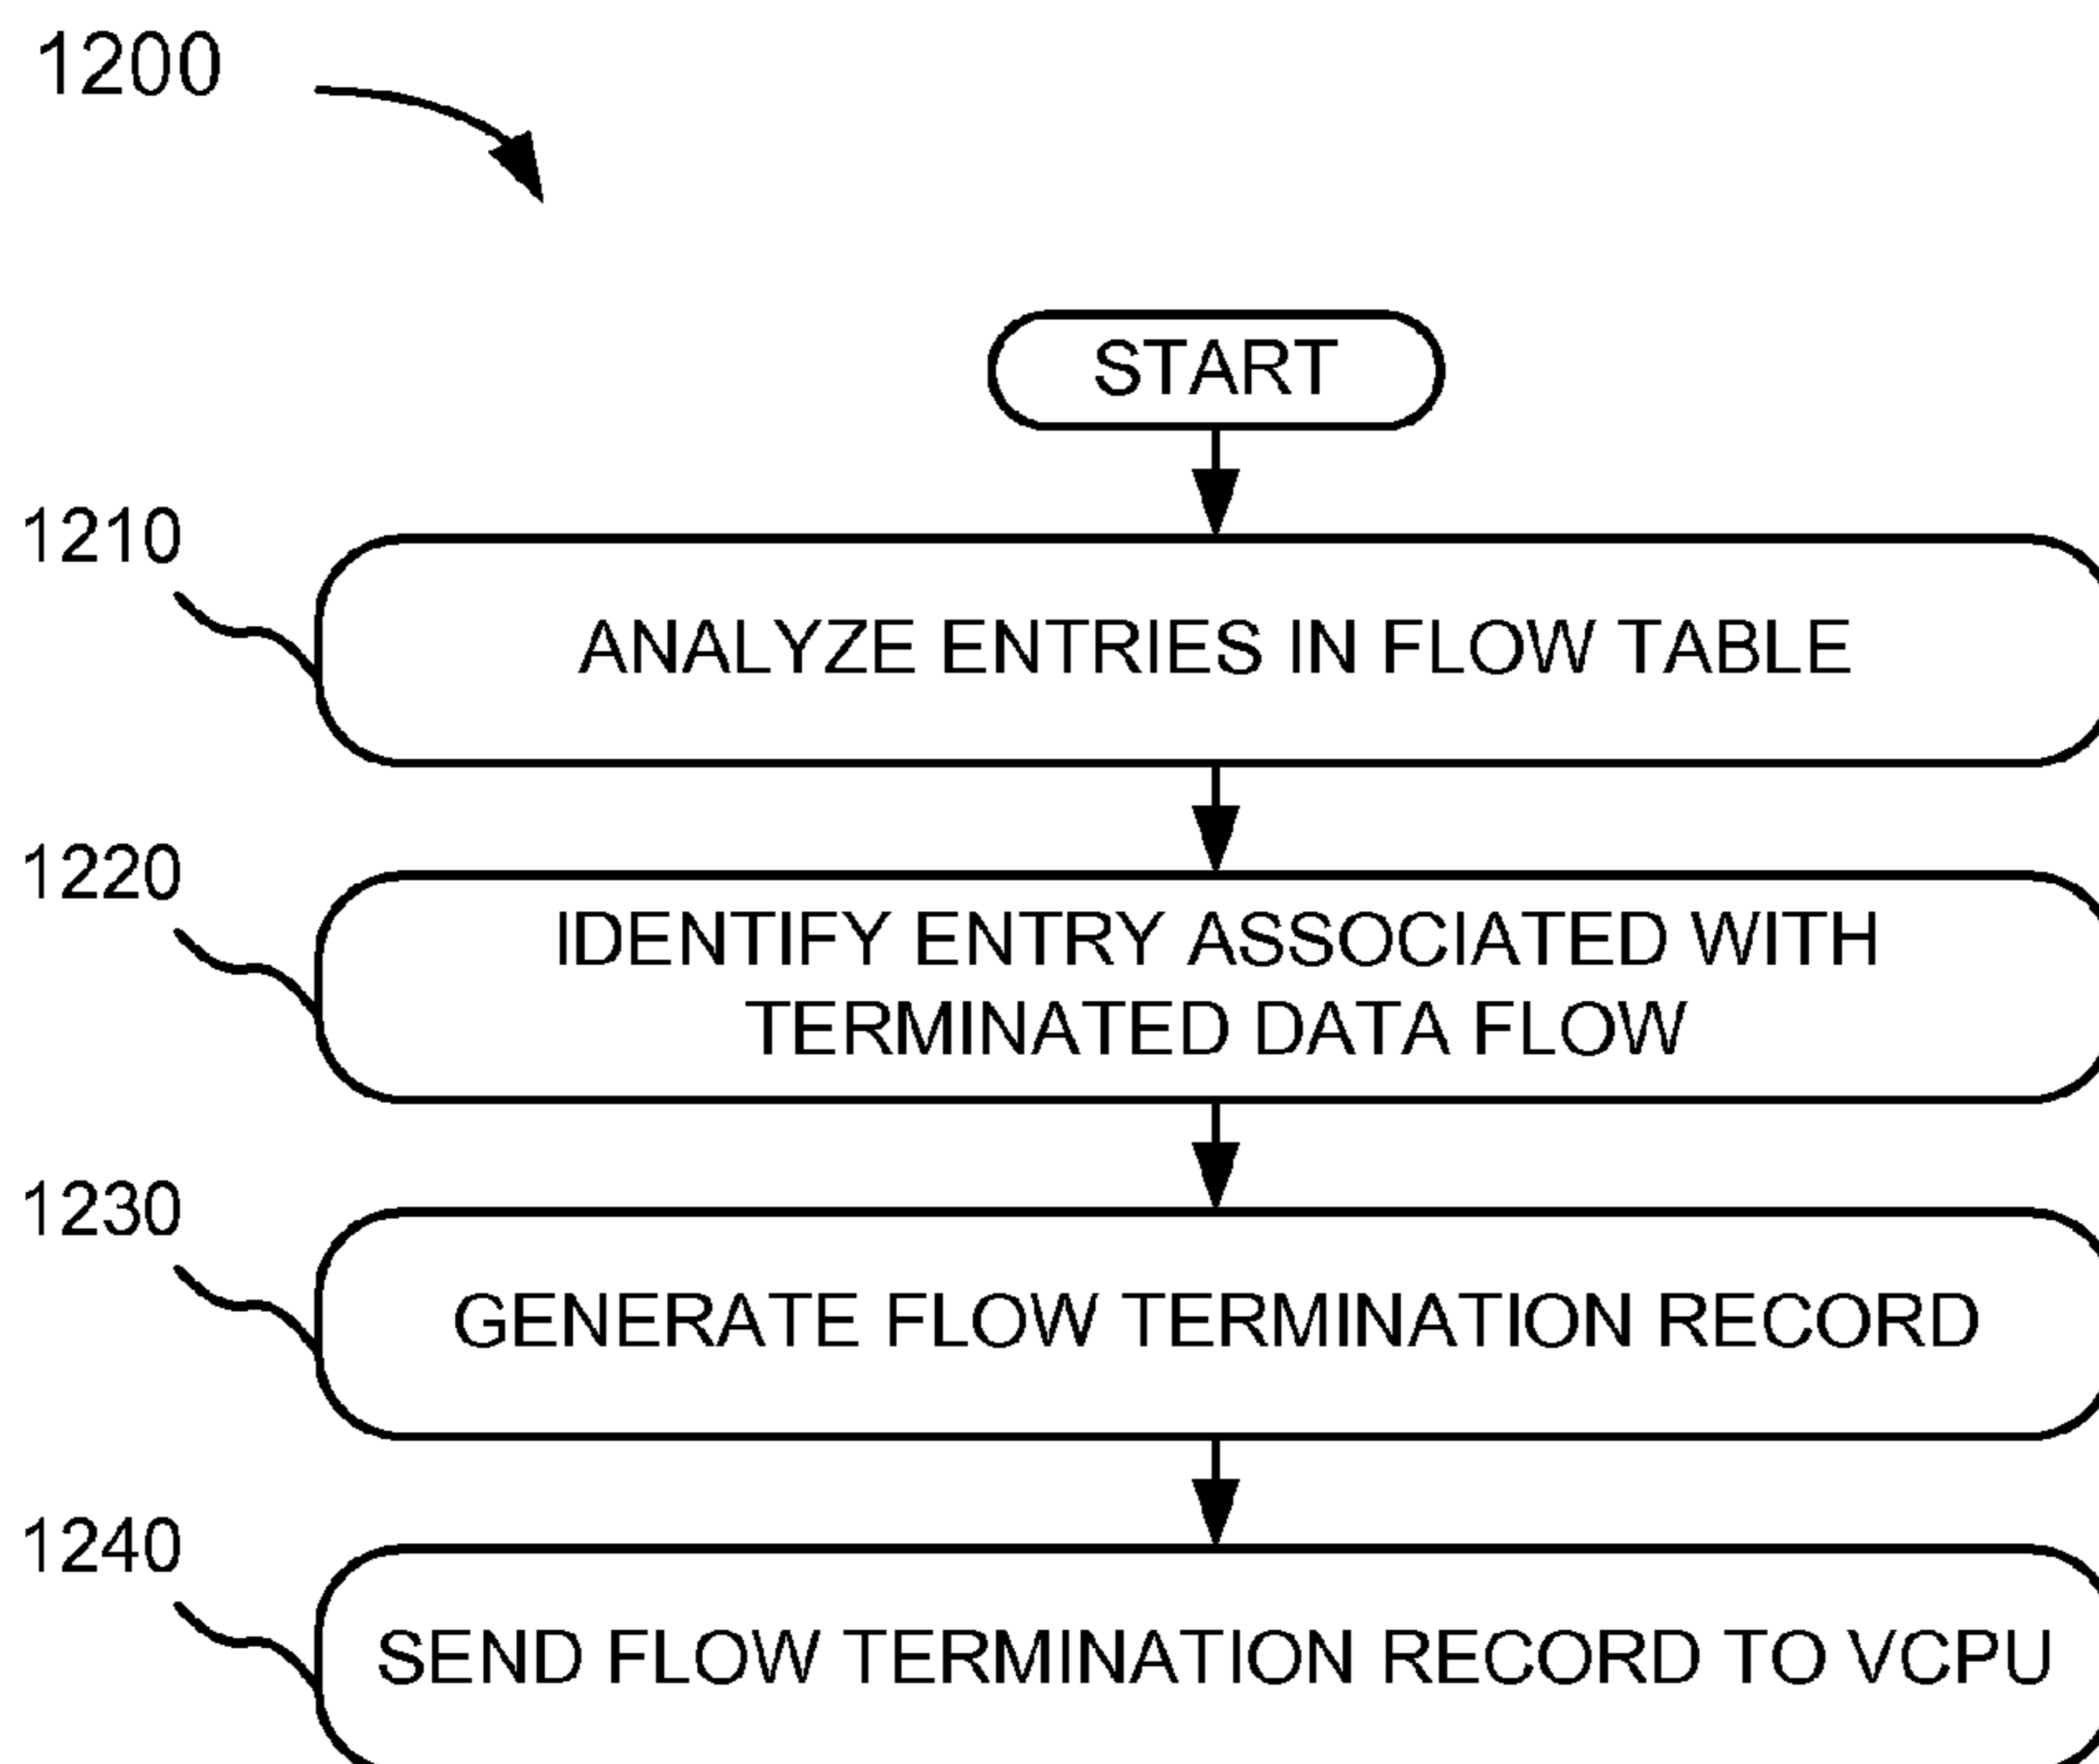 1200
START
1210
ANALYZE ENTRIES IN FLOW TABLE
1220
IDENTIFY ENTRY ASSOCIATED WITH
TERMINATED DATA FLOW
1230
GENERATE FLOW TERMINATION RECORD
1240
SEND FLOW TERMINATION RECORD TO VCPU